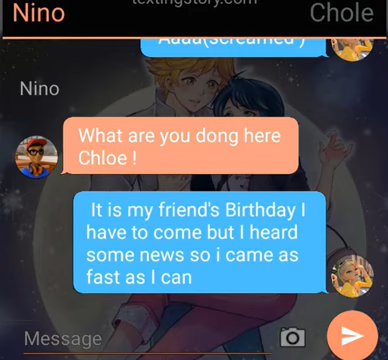 textingstory.com
Nino Chole
Aaaa(screamed )
Nino
What are you dong here
Chloe !
It is my friend's Birthday I
have to come but I heard
some news so i came as
fast as I can
Message